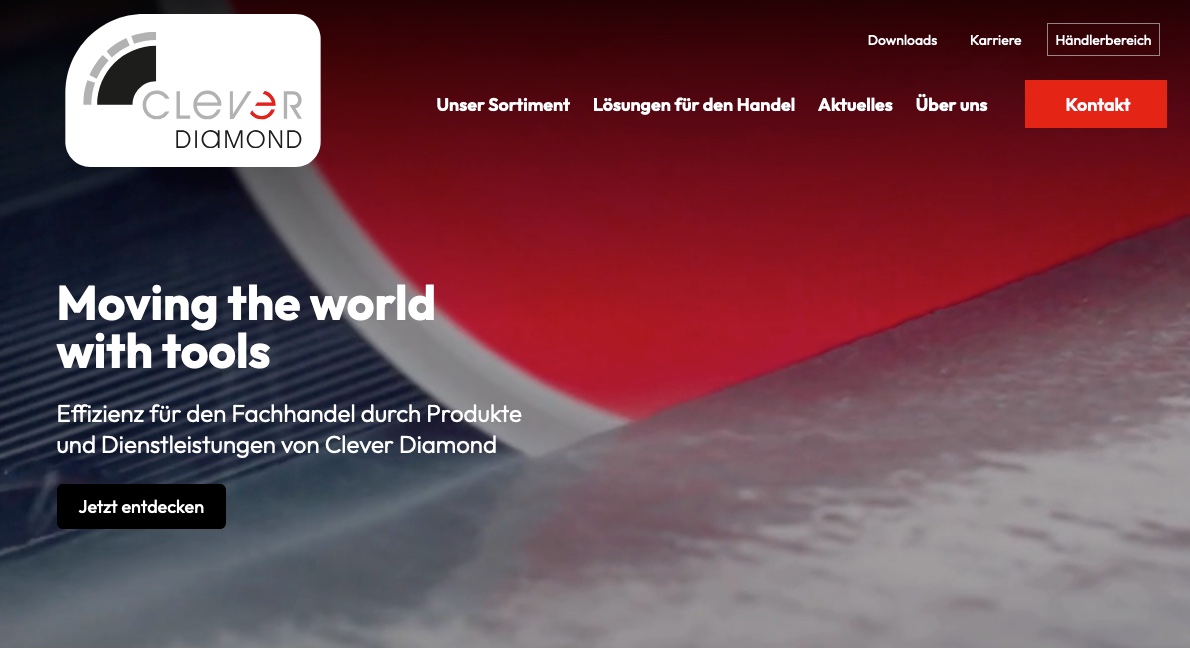 CLEVER
DIAMOND
Downloads Karriere Händlerbereich
Unser Sortiment Lösungen für den Handel Aktuelles Über uns Kontakt
Moving the world
with tools
Effizienz für den Fachhandel durch Produkte
und Dienstleistungen von Clever Diamond
Jetzt entdecken